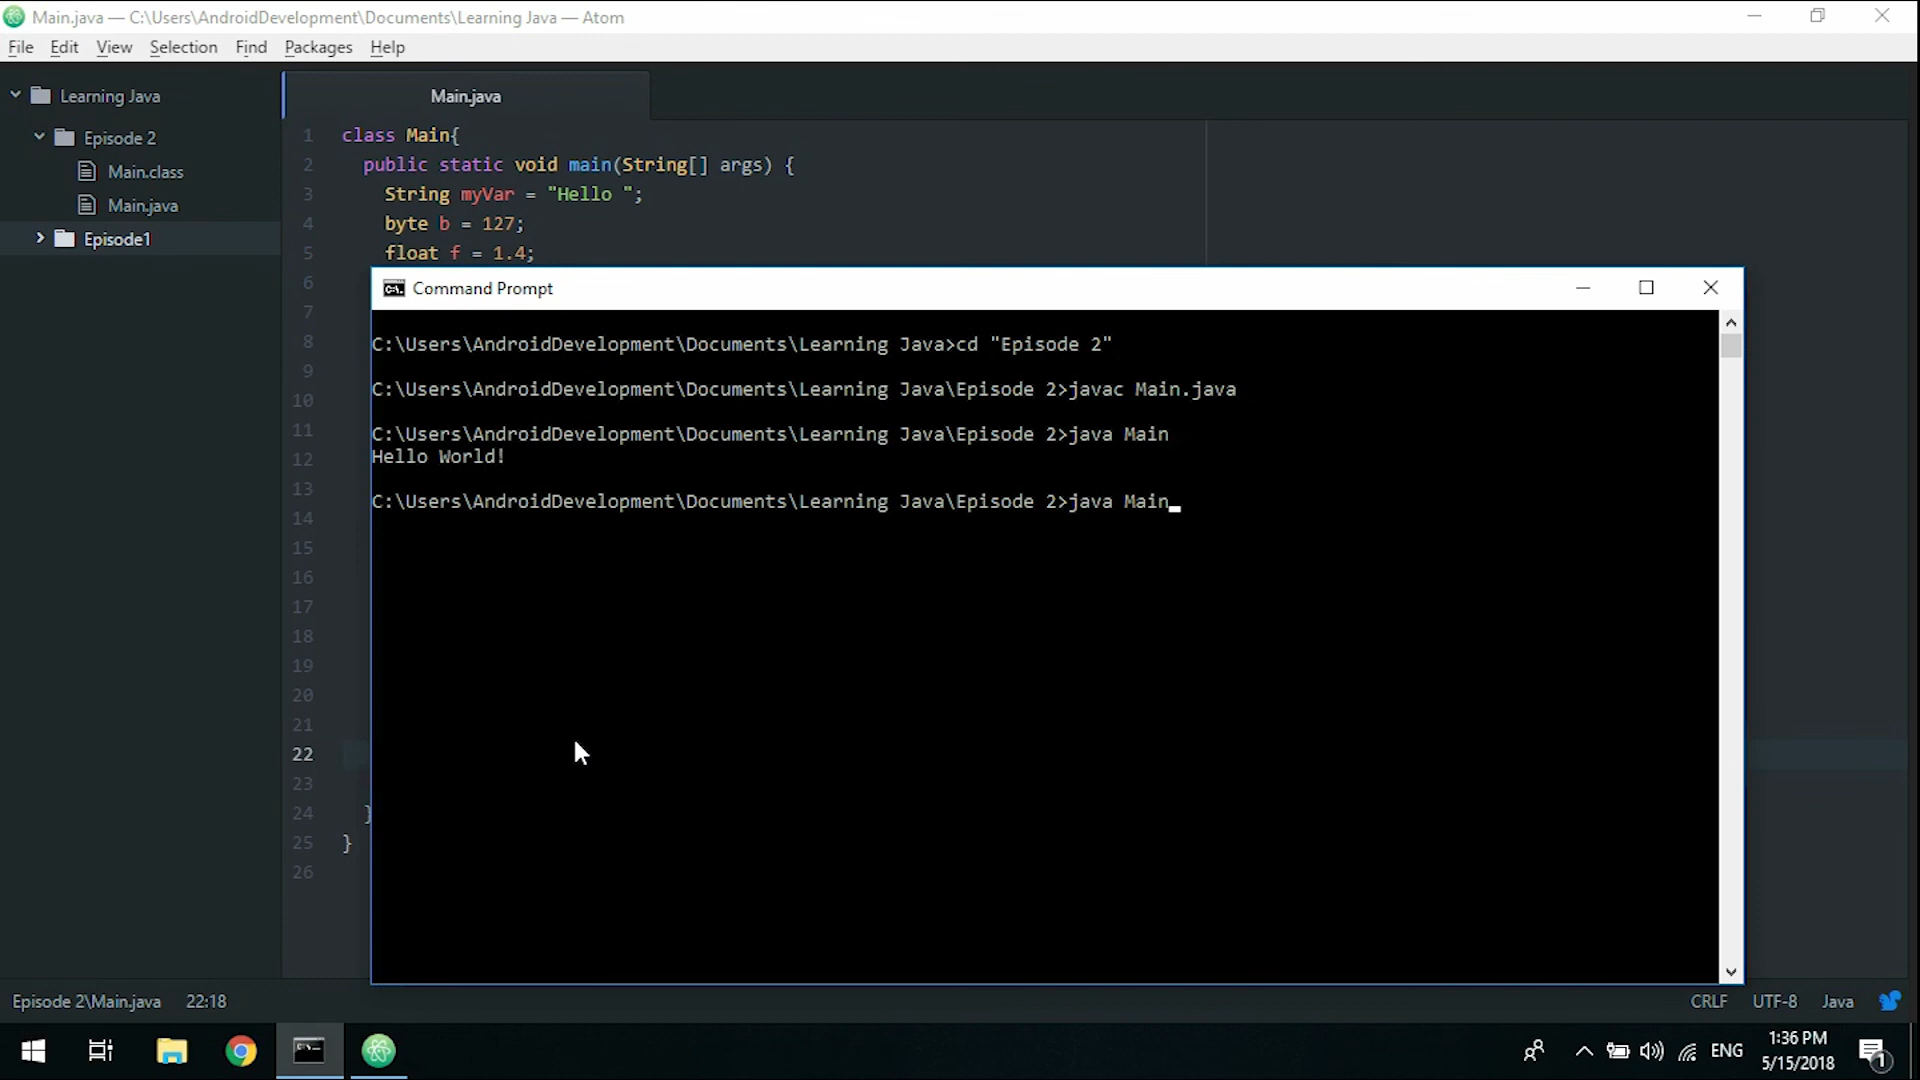 Main.java — C:\Users\AndroidDevelopment\Documents\Learning Java — Atom
File Edit View Selection Find Packages Help
Learning Java
Episode 2
Main.class
Main.java
Episode1
Main.java
1 class Main{
2 public static void main(String[] args) {
3 String myVar = "Hello ";
4 byte b = 127;
5 float f = 1.4;
6
7
8
9
10
11
12
13
14
15
16
17
18
19
20
21
22
23
24 }
25 }
26
Command Prompt
C:\Users\AndroidDevelopment\Documents\Learning Java>cd "Episode 2"
C:\Users\AndroidDevelopment\Documents\Learning Java\Episode 2>javac Main.java
C:\Users\AndroidDevelopment\Documents\Learning Java\Episode 2>java Main
Hello World!
C:\Users\AndroidDevelopment\Documents\Learning Java\Episode 2>java Main_
Episode 2\Main.java 22:18
CRLF UTF-8 Java
ENG
1:36 PM
5/15/2018
1